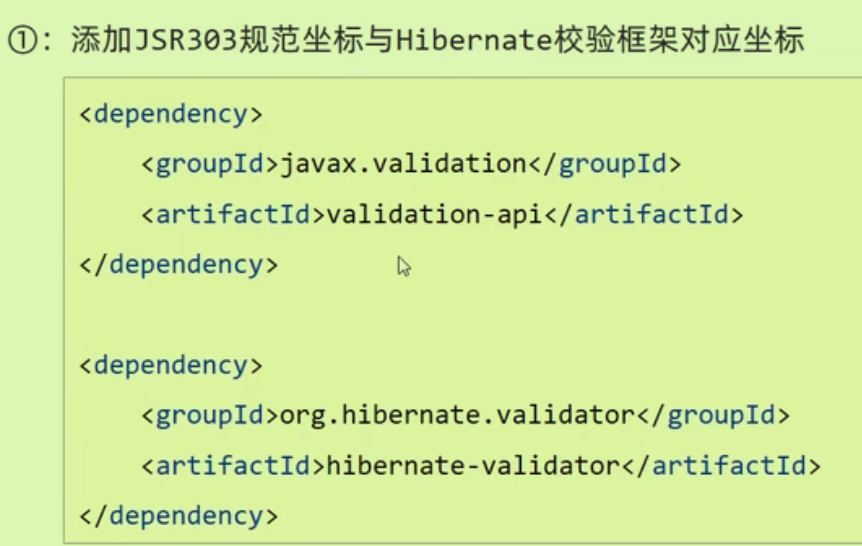 ①：添加JSR303规范坐标与Hibernate校验框架对应坐标
<dependency>
    <groupId>javax.validation</groupId>
    <artifactId>validation-api</artifactId>
</dependency>
<dependency>
    <groupId>org.hibernate.validator</groupId>
    <artifactId>hibernate-validator</artifactId>
</dependency>